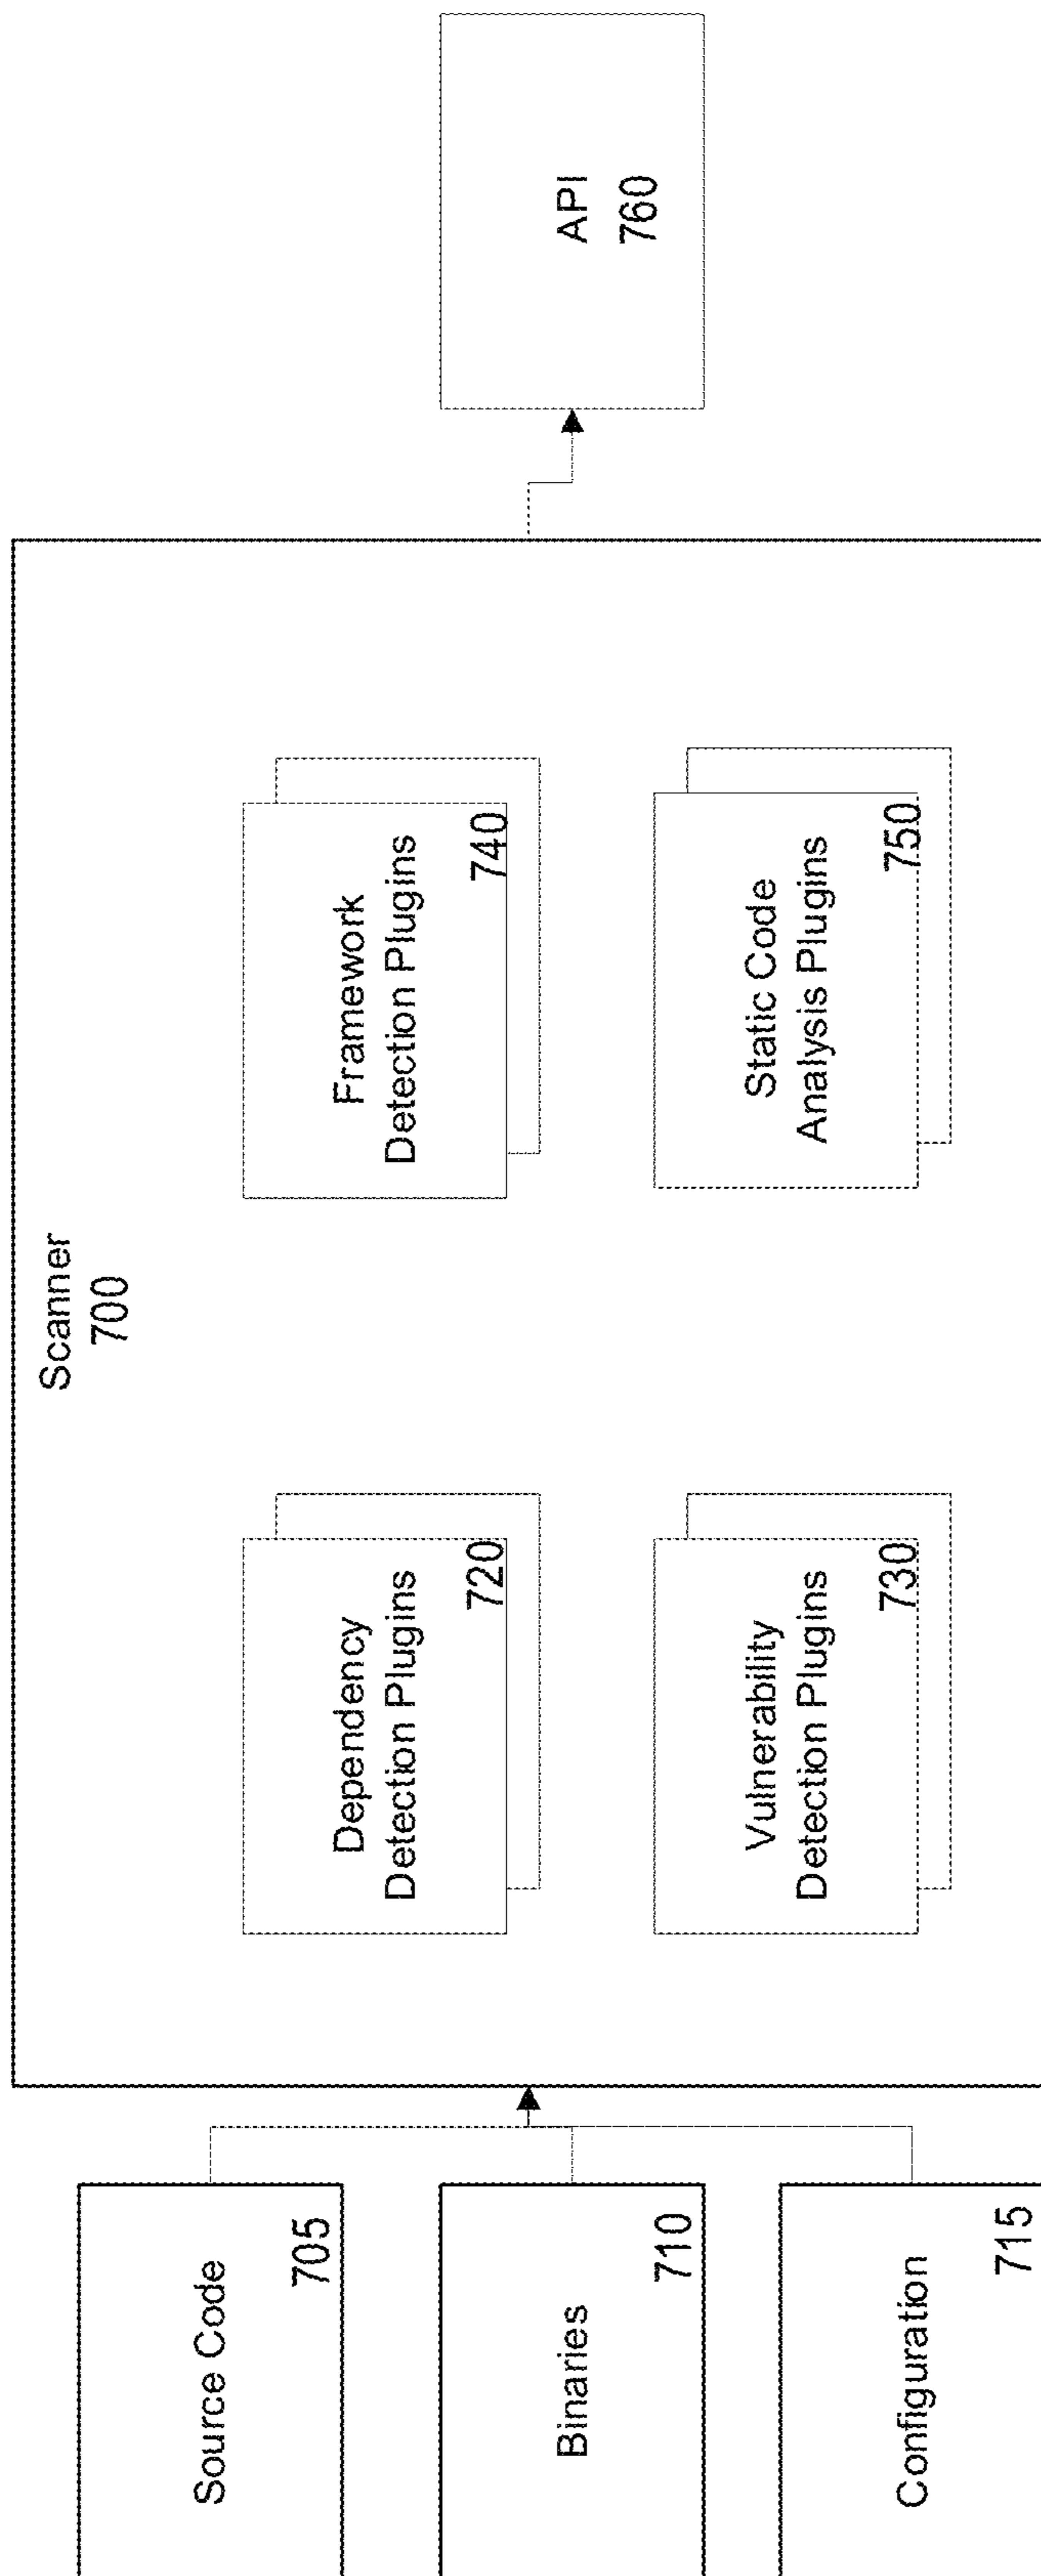 Scanner
700
Source Code
705
Binaries
710
Configuration
715
Dependency
Detection Plugins
720
Framework
Detection Plugins
740
Vulnerability
Detection Plugins
730
Static Code
Analysis Plugins
750
API
760